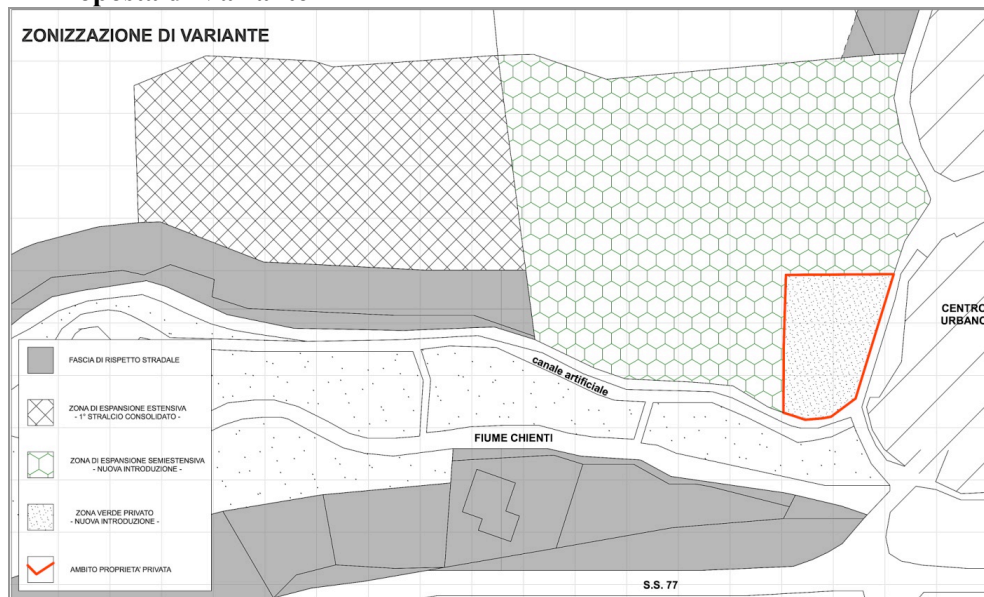 ZONIZZAZIONE DI VARIANTE
CENTRO
URBANO
canale artificiale
FIUME CHIENTI
S.S. 77
FASCIA DI RISPETTO STRADALE
ZONA DI ESPANSIONE ESTENSIVA
- 1° STRALCIO CONSOLIDATO -
ZONA DI ESPANSIONE SEMIESTENSIVA
- NUOVA INTRODUZIONE -
ZONA VERDE PRIVATO
- NUOVA INTRODUZIONE -
AMBITO PROPRIETA' PRIVATA